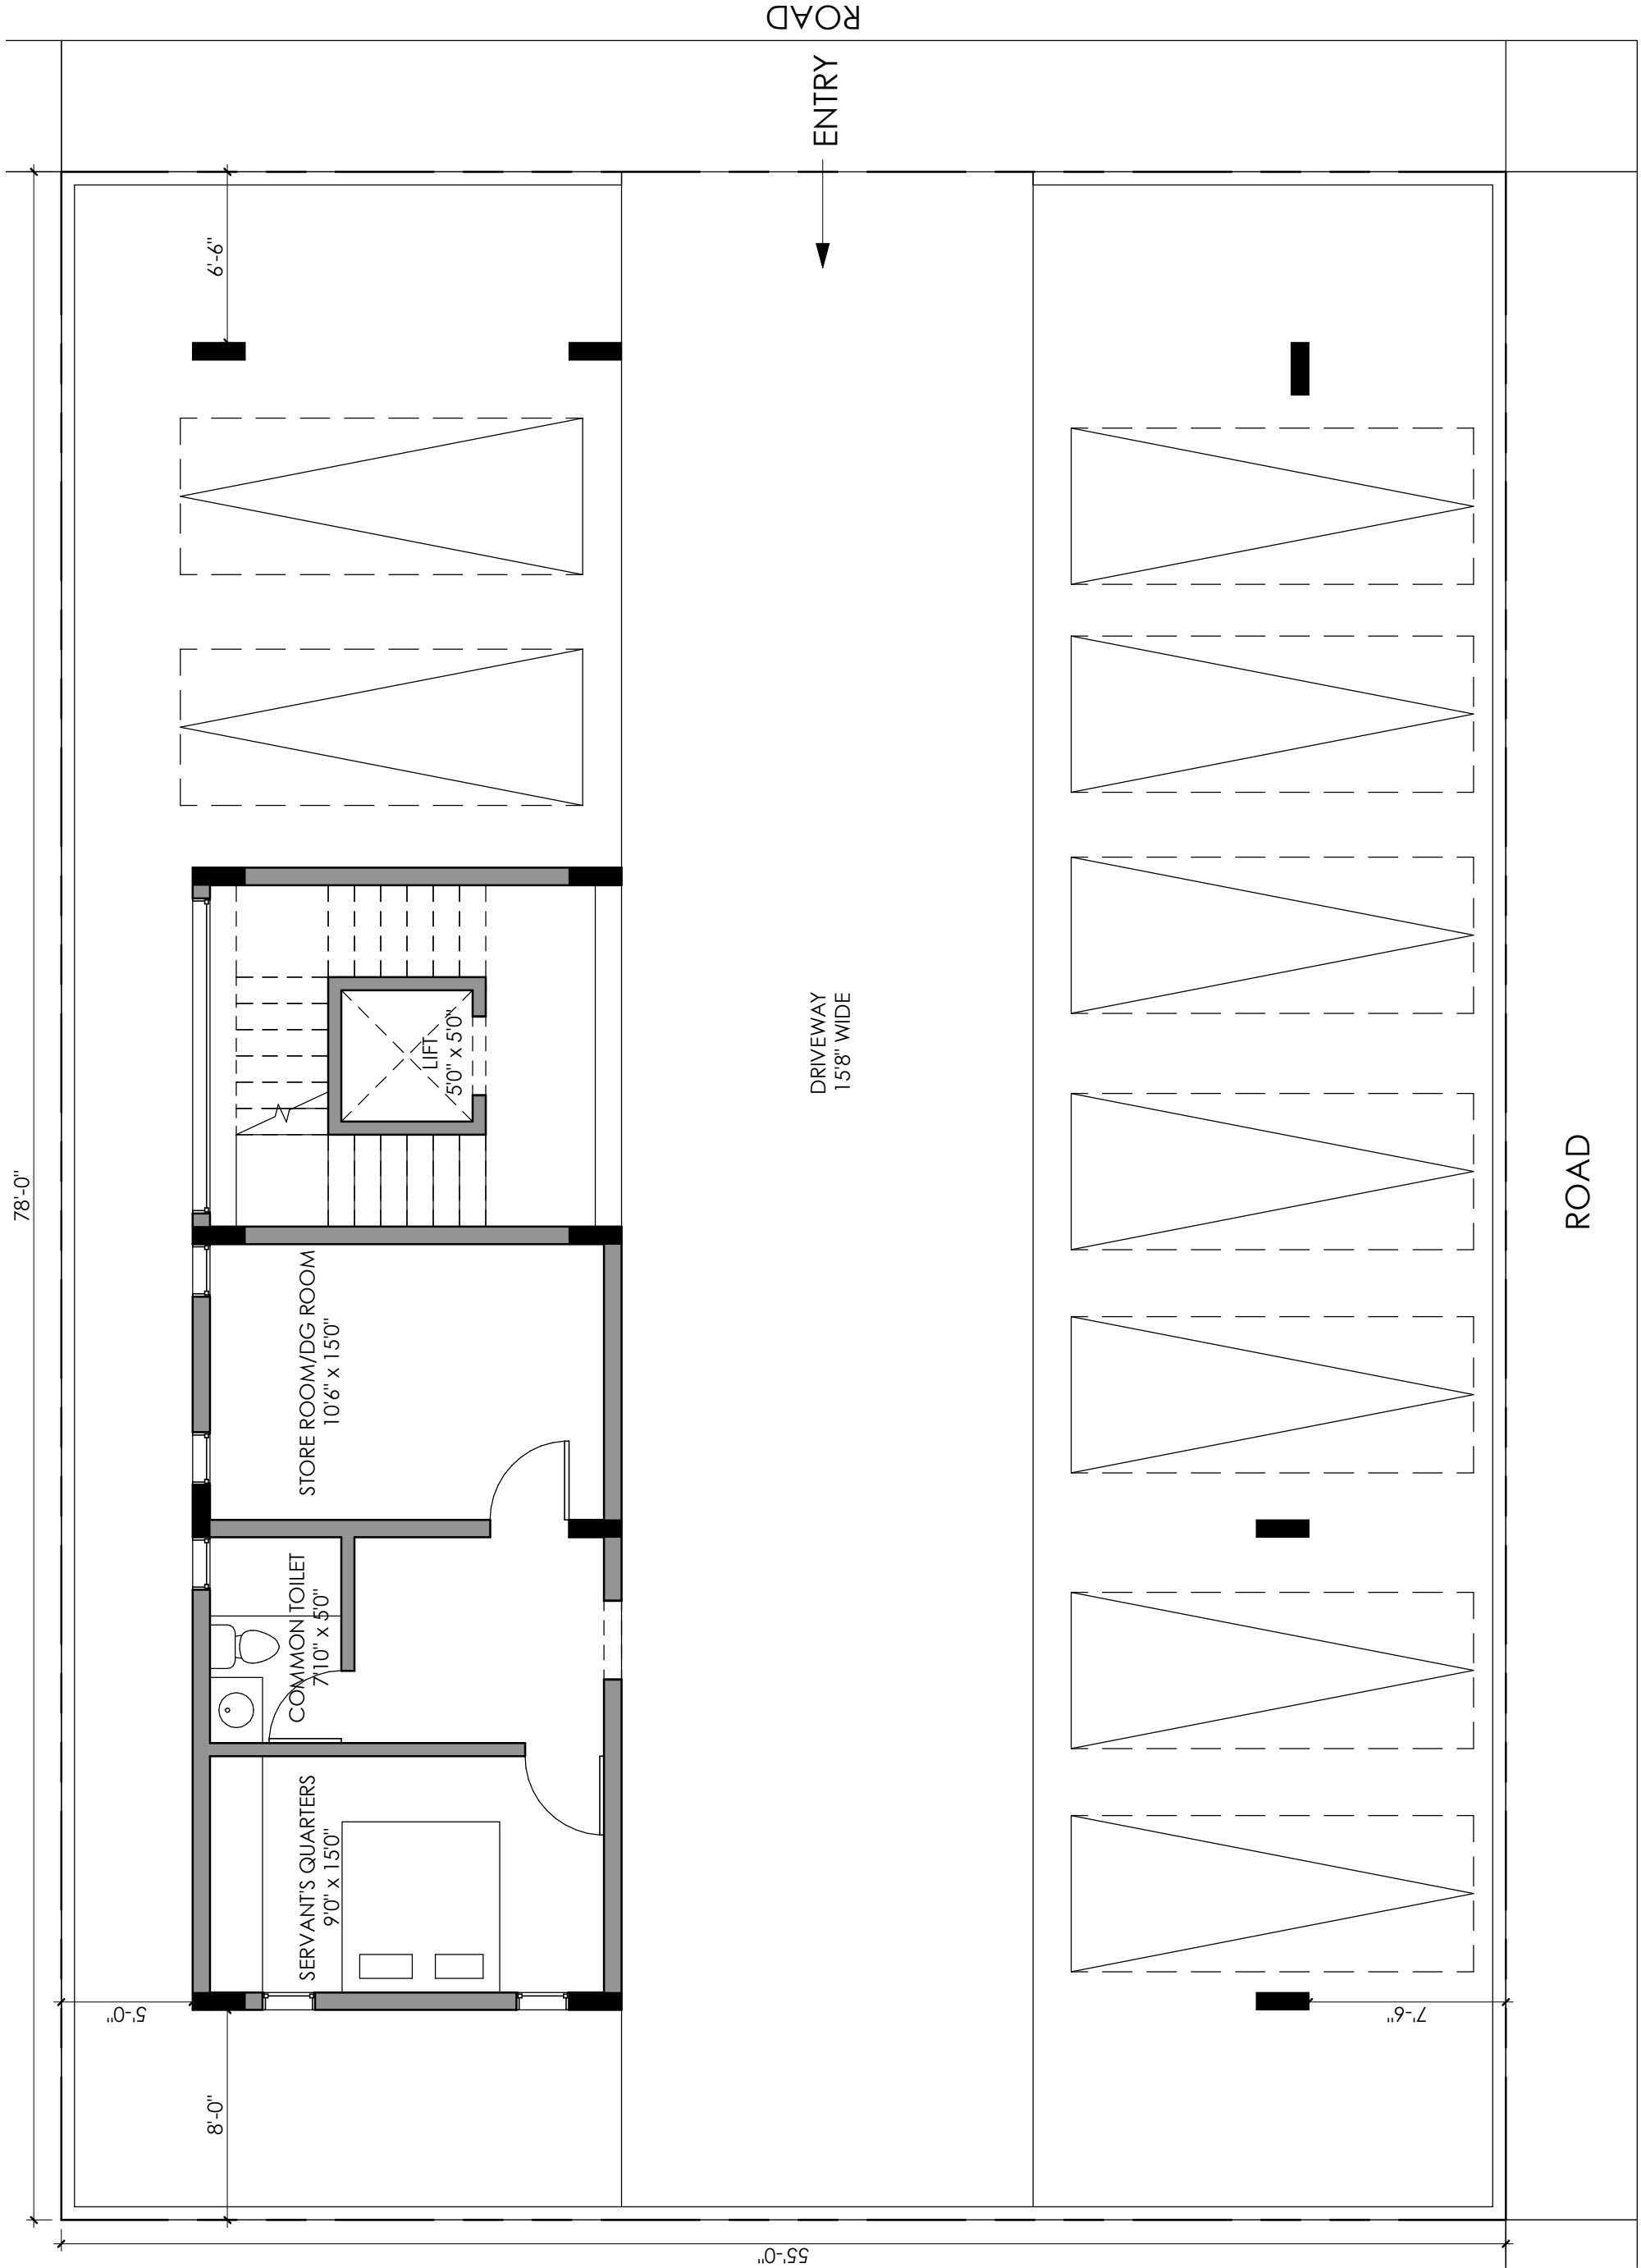 ROAD
ENTRY
6'-6"
78'-0"
LIFT
5'0" x 5'0"
DRIVEWAY
15'8" WIDE
STORE ROOM/DG ROOM
10'6" x 15'0"
ROAD
COMMON TOILET
7'10" x 5'0"
SERVANT'S QUARTERS
9'0" x 15'0"
5'-0"
7'-6"
8'-0"
55'-0"